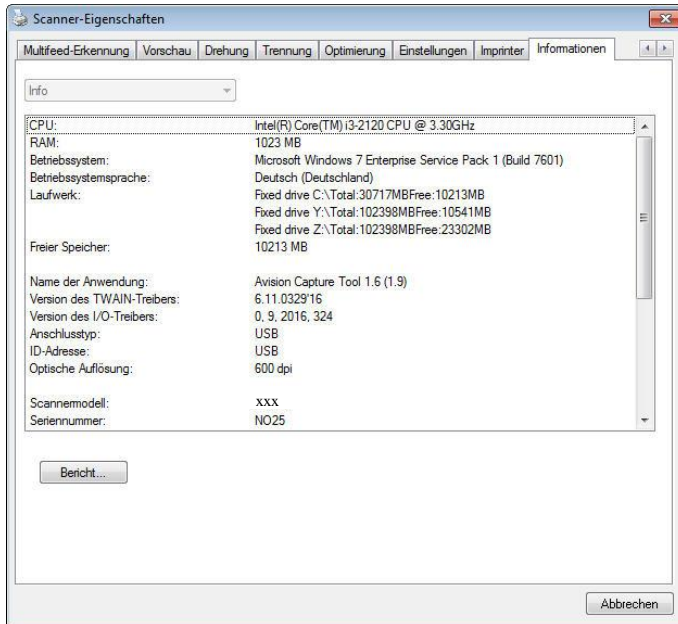 Scanner-Eigenschaften
Multifeed-Erkennung Vorschau Drehung Trennung Optimierung Einstellungen Imprinter Informationen
Info
CPU: Intel(R) Core(TM) i3-2120 CPU @ 3.30GHz
RAM: 1023 MB
Betriebssystem: Microsoft Windows 7 Enterprise Service Pack 1 (Build 7601)
Betriebssystemsprache: Deutsch (Deutschland)
Laufwerk: Fixed drive C:\Total:30717MBFree:10213MB
Fixed drive Y:\Total:102398MBFree:10541MB
Fixed drive Z:\Total:102398MBFree:23302MB
Freier Speicher: 10213 MB
Name der Anwendung: Avision Capture Tool 1.6 (1.9)
Version des TWAIN-Treibers: 6.11.0329'16
Version des I/O-Treibers: 0, 9, 2016, 324
Anschlusstyp: USB
ID-Adresse: USB
Optische Auflösung: 600 dpi
Scannermodell: xxx
Seriennummer: NO25
Bericht...
Abbrechen